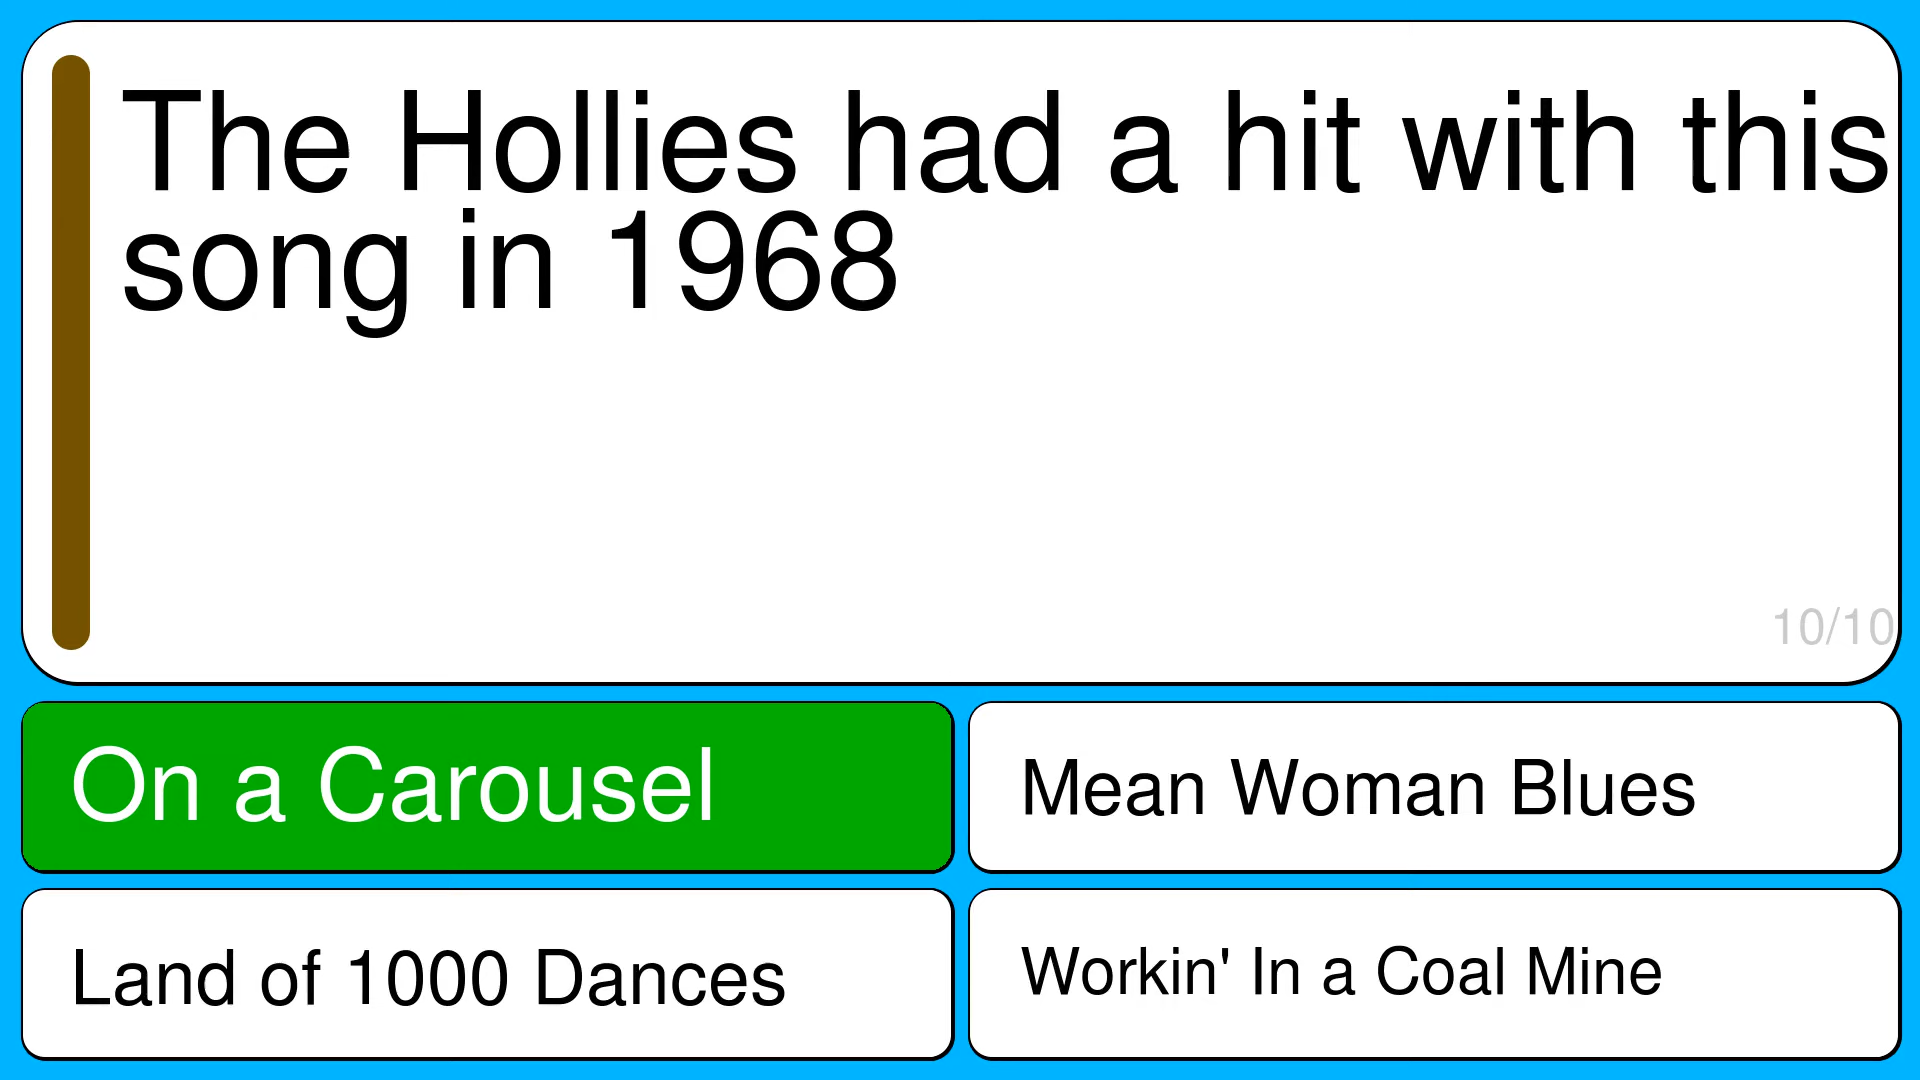 The Hollies had a hit with this
song in 1968
10/10
On a Carousel
Mean Woman Blues
Land of 1000 Dances
Workin' In a Coal Mine